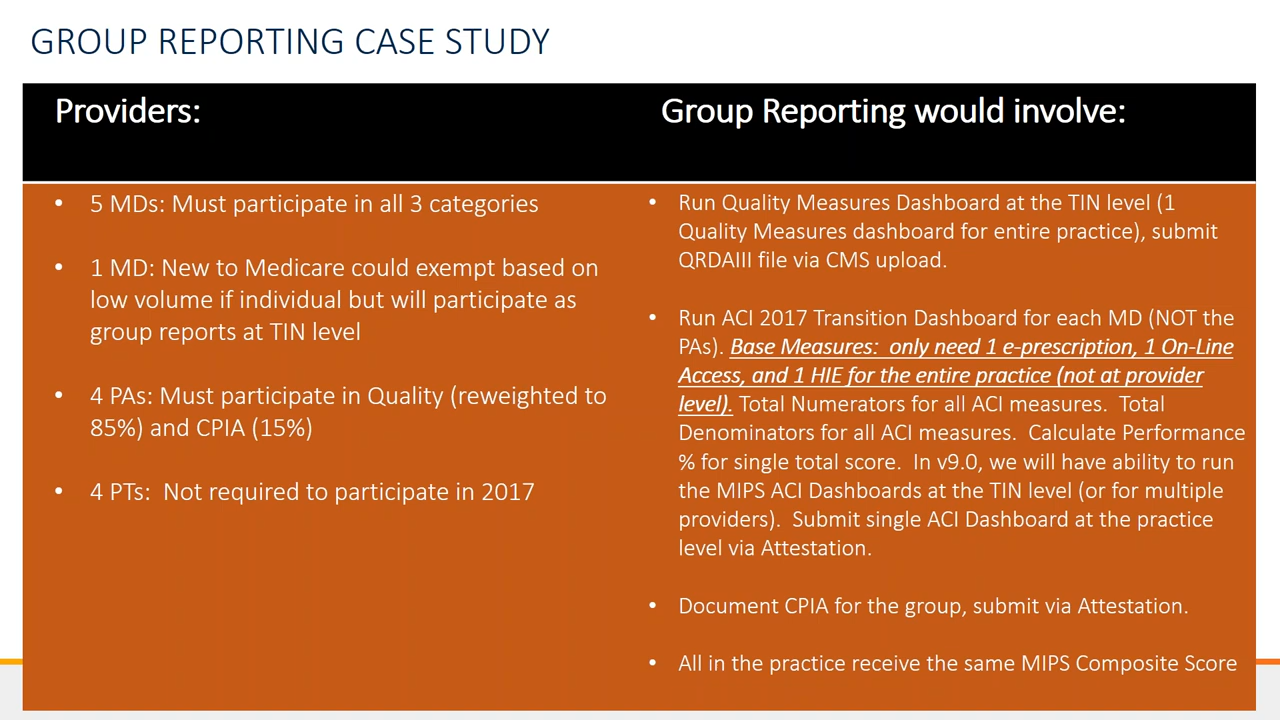 GROUP REPORTING CASE STUDY
Providers:
• 5 MDs: Must participate in all 3 categories
• 1 MD: New to Medicare could exempt based on
low volume if individual but will participate as
group reports at TIN level
• 4 PAs: Must participate in Quality (reweighted to
85%) and CPIA (15%)
• 4 PTs: Not required to participate in 2017
Group Reporting would involve:
• Run Quality Measures Dashboard at the TIN level (1
Quality Measures dashboard for entire practice), submit
QRDAIII file via CMS upload.
• Run ACI 2017 Transition Dashboard for each MD (NOT the
PAs). Base Measures: only need 1 e-prescription, 1 On-Line
Access, and 1 HIE for the entire practice (not at provider
level). Total Numerators for all ACI measures. Total
Denominators for all ACI measures. Calculate Performance
% for single total score. In v9.0, we will have ability to run
the MIPS ACI Dashboards at the TIN level (or for multiple
providers). Submit single ACI Dashboard at the practice
level via Attestation.
• Document CPIA for the group, submit via Attestation.
• All in the practice receive the same MIPS Composite Score